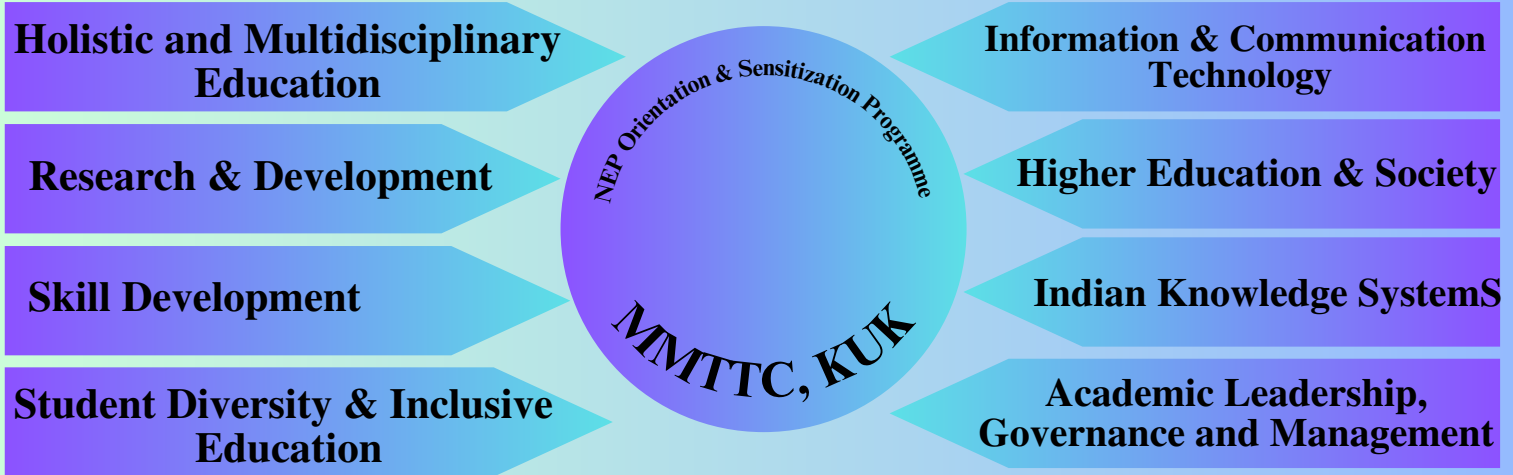 Holistic and Multidisciplinary
Education
Research & Development
Skill Development
Student Diversity & Inclusive
Education
NEP Orientation & Sensitization Programme
MMTTC, KUK
Information & Communication
Technology
Higher Education & Society
Indian Knowledge SystemS
Academic Leadership,
Governance and Management